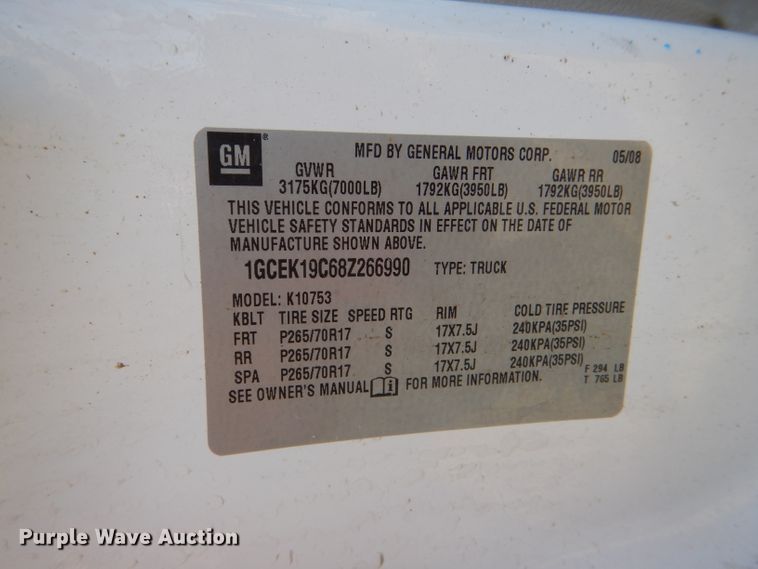 GM ® MFD BY GENERAL MOTORS CORP. 05/08
GVWR GAWR FRT GAWR RR
3175KG(7000LB) 1792KG(3950LB) 1792KG(3950LB)
THIS VEHICLE CONFORMS TO ALL APPLICABLE U.S. FEDERAL MOTOR
VEHICLE SAFETY STANDARDS IN EFFECT ON THE DATE OF
MANUFACTURE SHOWN ABOVE.
1GCEK19C68Z266990 TYPE: TRUCK
MODEL: K10753
KBLT TIRE SIZE SPEED RTG RIM COLD TIRE PRESSURE
FRT P265/70R17 S 17X7.5J 240KPA(35PSI)
RR P265/70R17 S 17X7.5J 240KPA(35PSI)
SPA P265/70R17 S 17X7.5J 240KPA(35PSI)
F 294 LB
SEE OWNER'S MANUAL i FOR MORE INFORMATION. T 765 LB
Purple Wave Auction